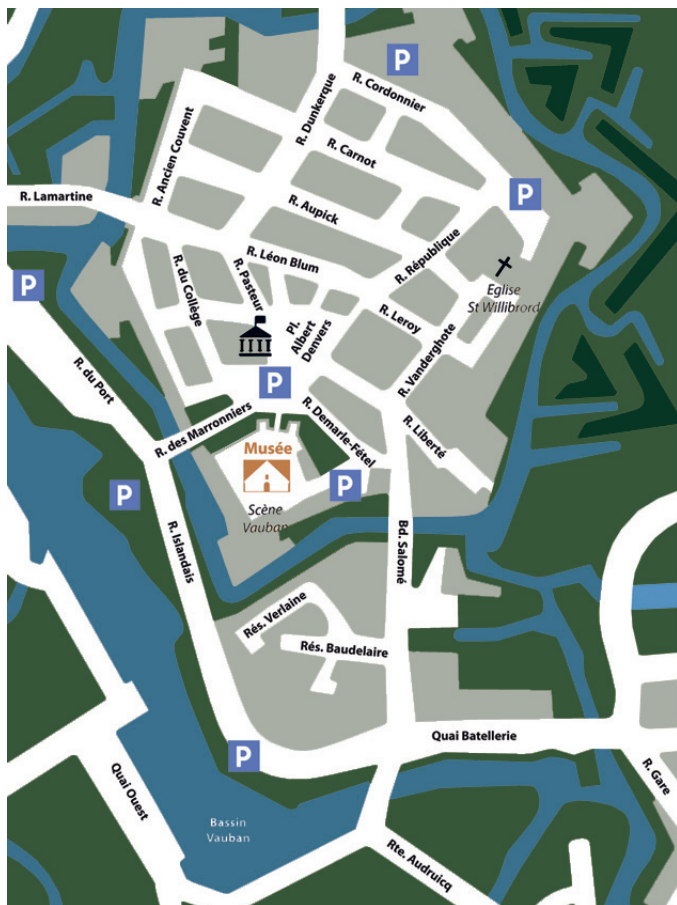 P
R. Cordonnier
R. Dunkerque
R. Carnot
R. Ancien Couvent
P
R. Lamartine
R. Aupick
R. République
R. Léon Blum
Eglise
St Willibrord
P
R. du Collège
R. Pasteur
Pl.
Albert
Denvers
R. Leroy
R. Vanderghote
P
R. du Port
R. des Marronniers
R. Demarle-Fétel
R. Liberté
Musée
P
P
Scène
Vauban
R. Islandais
Bd. Salomé
Rés. Verlaine
Rés. Baudelaire
P
Quai Batellerie
R. Gare
Quai Ouest
Bassin
Vauban
Rte. Audruicq